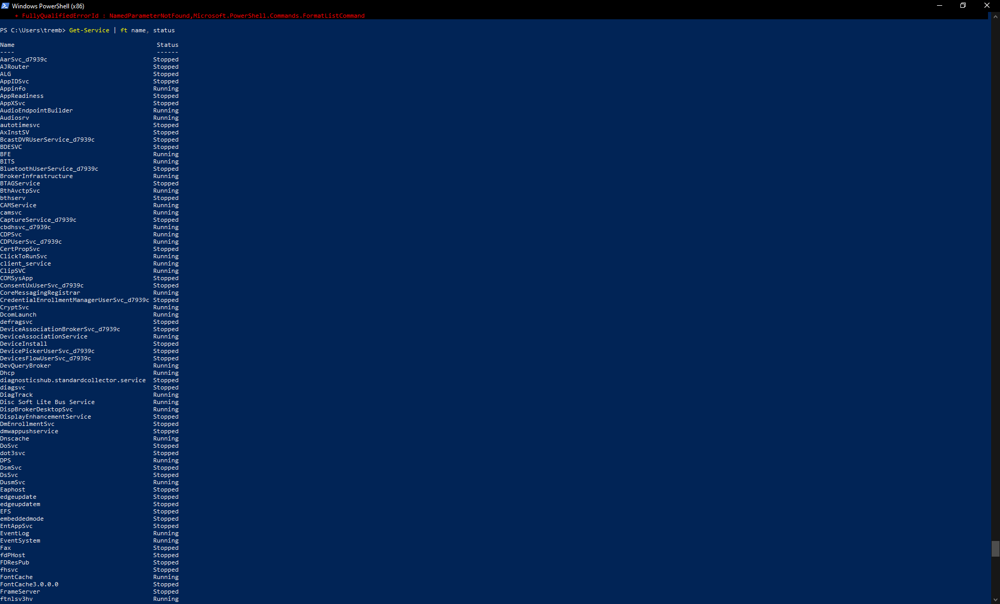 Windows PowerShell (x86)
+ FullyQualifiedErrorId : NamedParameterNotFound,Microsoft.PowerShell.Commands.FormatListCommand
PS C:\Users\tremb> Get-Service | ft name, status
Name Status
---- ------
AarSvc_d7939c Stopped
AJRouter Stopped
ALG Stopped
AppIDSvc Stopped
Appinfo Running
AppReadiness Stopped
AppXSvc Stopped
AudioEndpointBuilder Running
Audiosrv Running
autotimesvc Stopped
AxInstSV Stopped
BcastDVRUserService_d7939c Stopped
BDESVC Stopped
BFE Running
BITS Running
BluetoothUserService_d7939c Stopped
BrokerInfrastructure Running
BTAGService Stopped
BthAvctpSvc Running
bthserv Stopped
CAMService Running
camsvc Running
CaptureService_d7939c Stopped
cbdhsvc_d7939c Running
CDPSvc Running
CDPUserSvc_d7939c Running
CertPropSvc Stopped
ClickToRunSvc Running
client_service Running
ClipSVC Running
COMSysApp Stopped
ConsentUxUserSvc_d7939c Stopped
CoreMessagingRegistrar Running
CredentialEnrollmentManagerUserSvc_d7939c Stopped
CryptSvc Running
DcomLaunch Running
defragsvc Stopped
DeviceAssociationBrokerSvc_d7939c Stopped
DeviceAssociationService Running
DeviceInstall Stopped
DevicePickerUserSvc_d7939c Stopped
DevicesFlowUserSvc_d7939c Stopped
DevQueryBroker Running
Dhcp Running
diagnosticshub.standardcollector.service Stopped
diagsvc Stopped
DiagTrack Running
Disc Soft Lite Bus Service Running
DispBrokerDesktopSvc Running
DisplayEnhancementService Stopped
DmEnrollmentSvc Stopped
dmwappushservice Stopped
Dnscache Running
DoSvc Stopped
dot3svc Stopped
DPS Running
DsmSvc Stopped
DsSvc Stopped
DusmSvc Running
Eaphost Stopped
edgeupdate Stopped
edgeupdatem Stopped
EFS Stopped
embeddedmode Stopped
EntAppSvc Stopped
EventLog Running
EventSystem Running
Fax Stopped
fdPHost Stopped
FDResPub Stopped
fhsvc Stopped
FontCache Running
FontCache3.0.0.0 Stopped
FrameServer Stopped
ftnlsv3hv Running